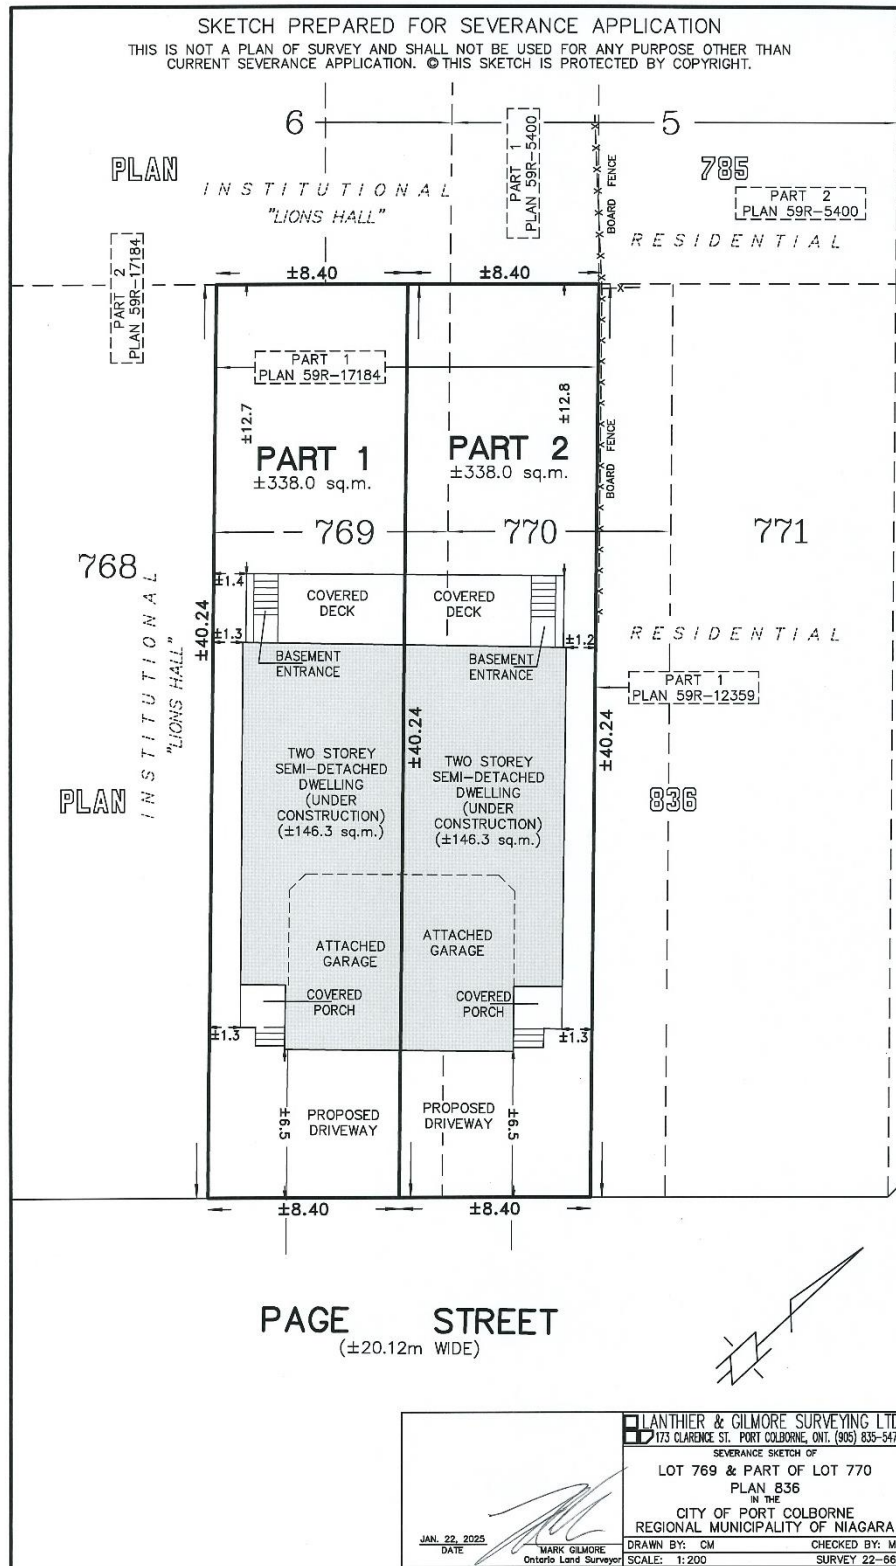 SKETCH PREPARED FOR SEVERANCE APPLICATION
THIS IS NOT A PLAN OF SURVEY AND SHALL NOT BE USED FOR ANY PURPOSE OTHER THAN
CURRENT SEVERANCE APPLICATION. © THIS SKETCH IS PROTECTED BY COPYRIGHT.
6
5
PLAN
785
PART 1
PLAN 59R-5400
BOARD FENCE
PART 2
PLAN 59R-5400
INSTITUTIONAL
"LIONS HALL"
RESIDENTIAL
PART 2
PLAN 59R-17184
±8.40
±8.40
PART 1
PLAN 59R-17184
±12.7
±12.8
PART 1
±338.0 sq.m.
PART 2
±338.0 sq.m.
BOARD FENCE
769
770
771
768
INSTITUTIONAL
"LIONS HALL"
±40.24
±1.4
COVERED
DECK
COVERED
DECK
±1.3
±1.2
RESIDENTIAL
BASEMENT
ENTRANCE
BASEMENT
ENTRANCE
PART 1
PLAN 59R-12359
±40.24
±40.24
TWO STOREY
SEMI-DETACHED
DWELLING
(UNDER
CONSTRUCTION)
(±146.3 sq.m.)
TWO STOREY
SEMI-DETACHED
DWELLING
(UNDER
CONSTRUCTION)
(±146.3 sq.m.)
PLAN
836
ATTACHED
GARAGE
ATTACHED
GARAGE
COVERED
PORCH
COVERED
PORCH
±1.3
±1.3
±6.5
PROPOSED
DRIVEWAY
PROPOSED
DRIVEWAY
±6.5
±8.40
±8.40
PAGE STREET
(±20.12m WIDE)
LANTHIER & GILMORE SURVEYING LTD
173 CLARENCE ST. PORT COLBORNE, ONT. (905) 835-547
SEVERANCE SKETCH OF
LOT 769 & PART OF LOT 770
PLAN 836
IN THE
CITY OF PORT COLBORNE
REGIONAL MUNICIPALITY OF NIAGARA
JAN. 22, 2025
DATE
MARK GILMORE
Ontario Land Surveyor
DRAWN BY: CM
CHECKED BY: M
SCALE: 1:200
SURVEY 22-66